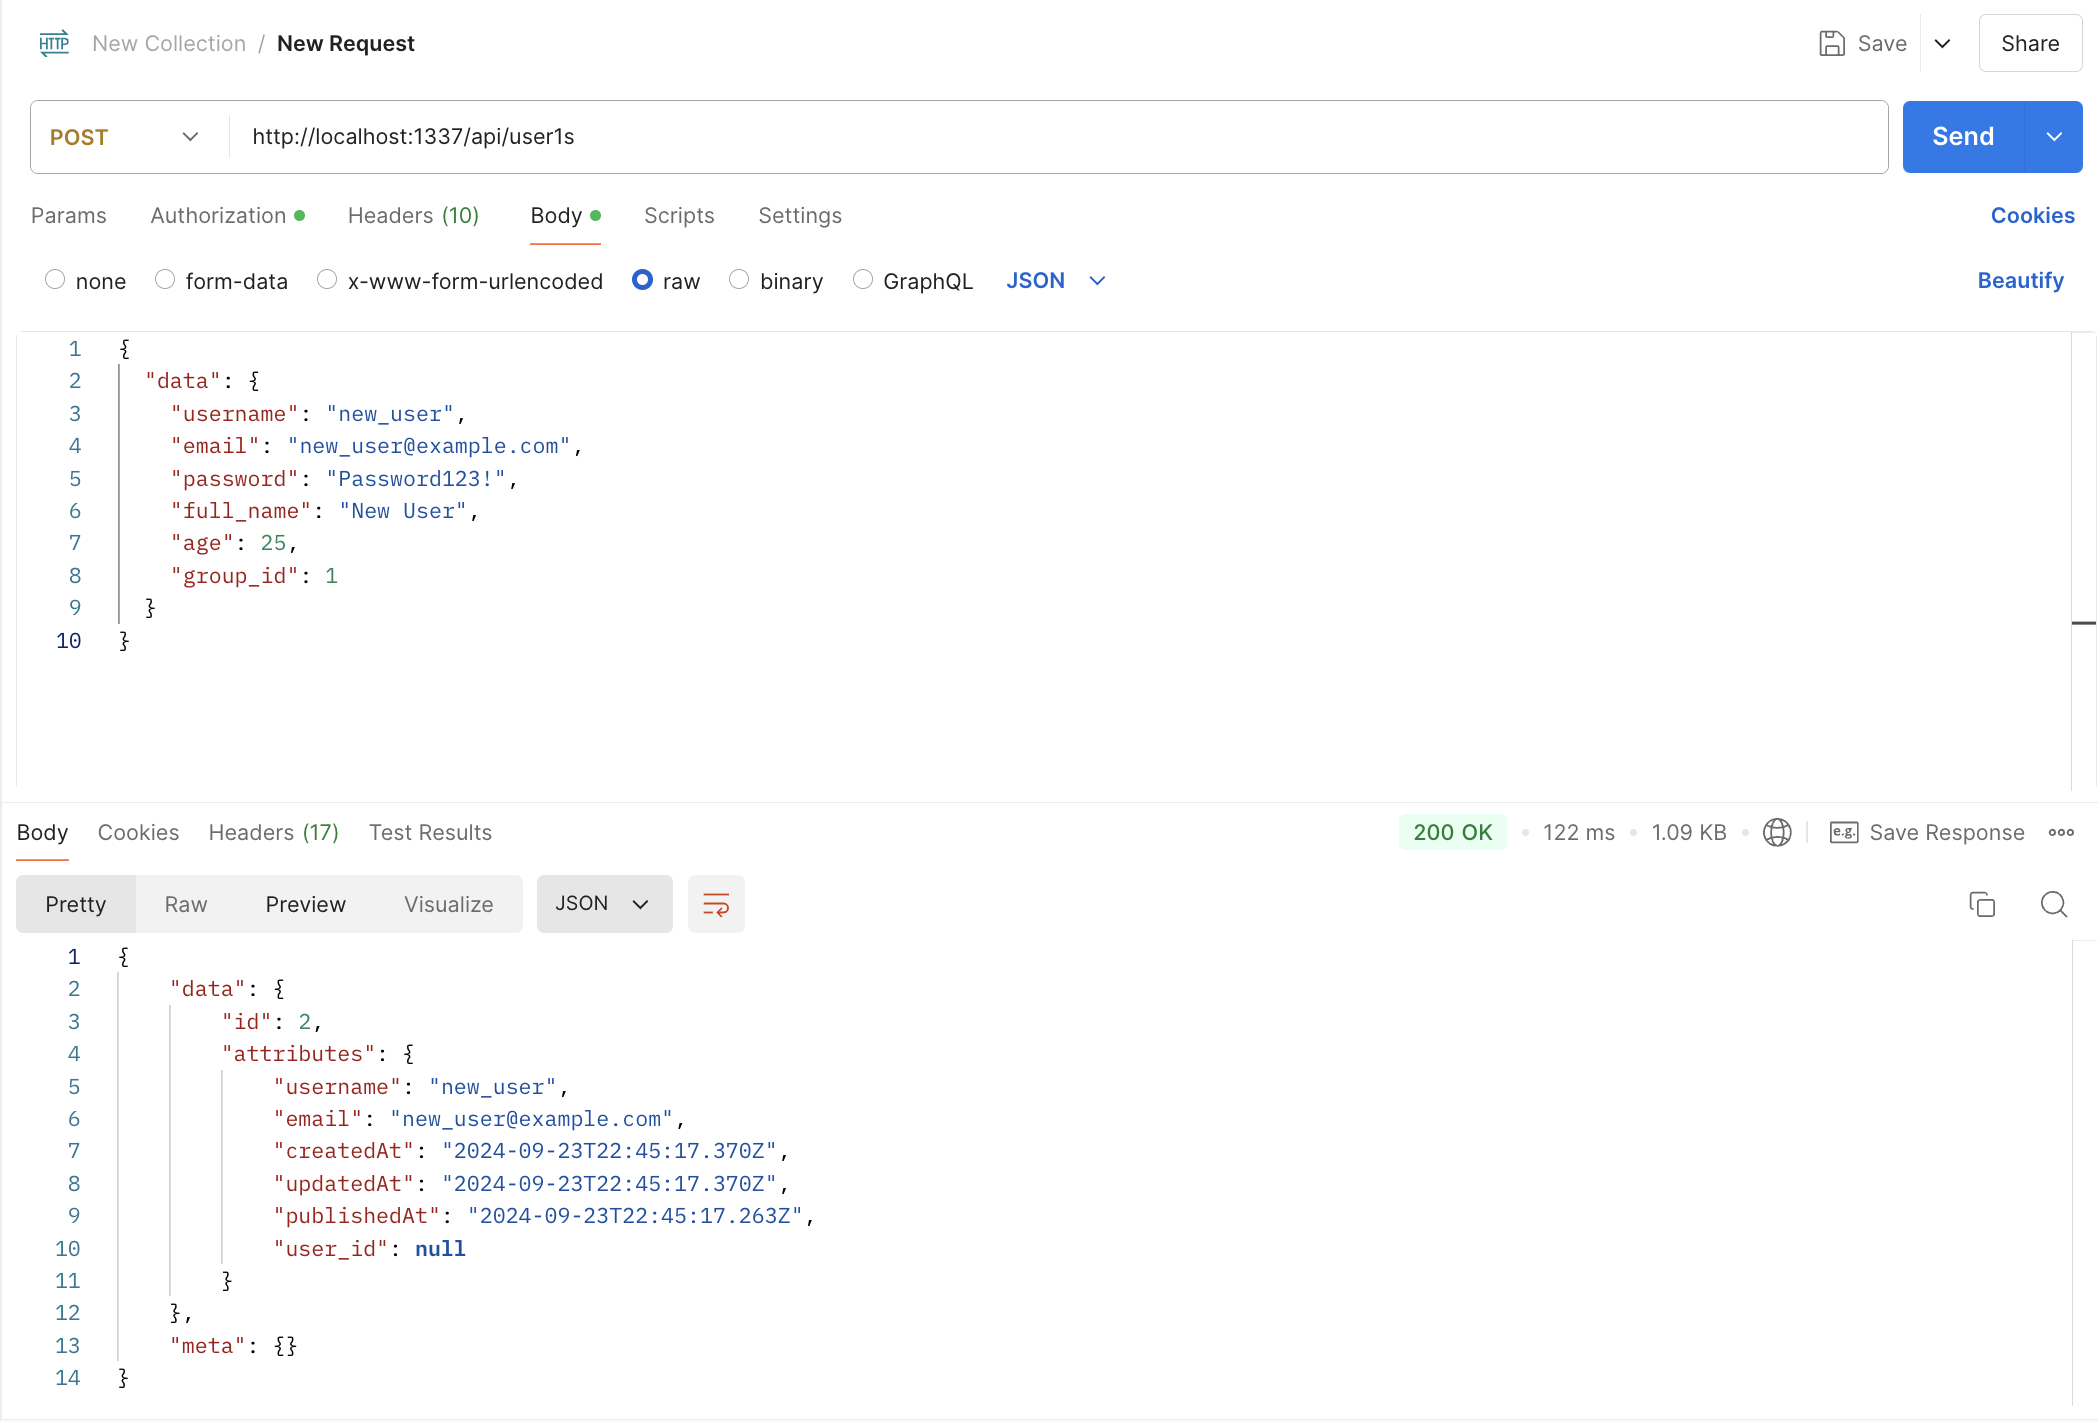 HTTP New Collection / New Request Save Share
POST http://localhost:1337/api/user1s Send
Params Authorization Headers (10) Body Scripts Settings Cookies
none form-data x-www-form-urlencoded raw binary GraphQL JSON Beautify
1 {
2 "data": {
3 "username": "new_user",
4 "email": "new_user@example.com",
5 "password": "Password123!",
6 "full_name": "New User",
7 "age": 25,
8 "group_id": 1
9 }
10 }
Body Cookies Headers (17) Test Results 200 OK 122 ms 1.09 KB e.g. Save Response
Pretty Raw Preview Visualize JSON
1 {
2 "data": {
3 "id": 2,
4 "attributes": {
5 "username": "new_user",
6 "email": "new_user@example.com",
7 "createdAt": "2024-09-23T22:45:17.370Z",
8 "updatedAt": "2024-09-23T22:45:17.370Z",
9 "publishedAt": "2024-09-23T22:45:17.263Z",
10 "user_id": null
11 }
12 },
13 "meta": {}
14 }